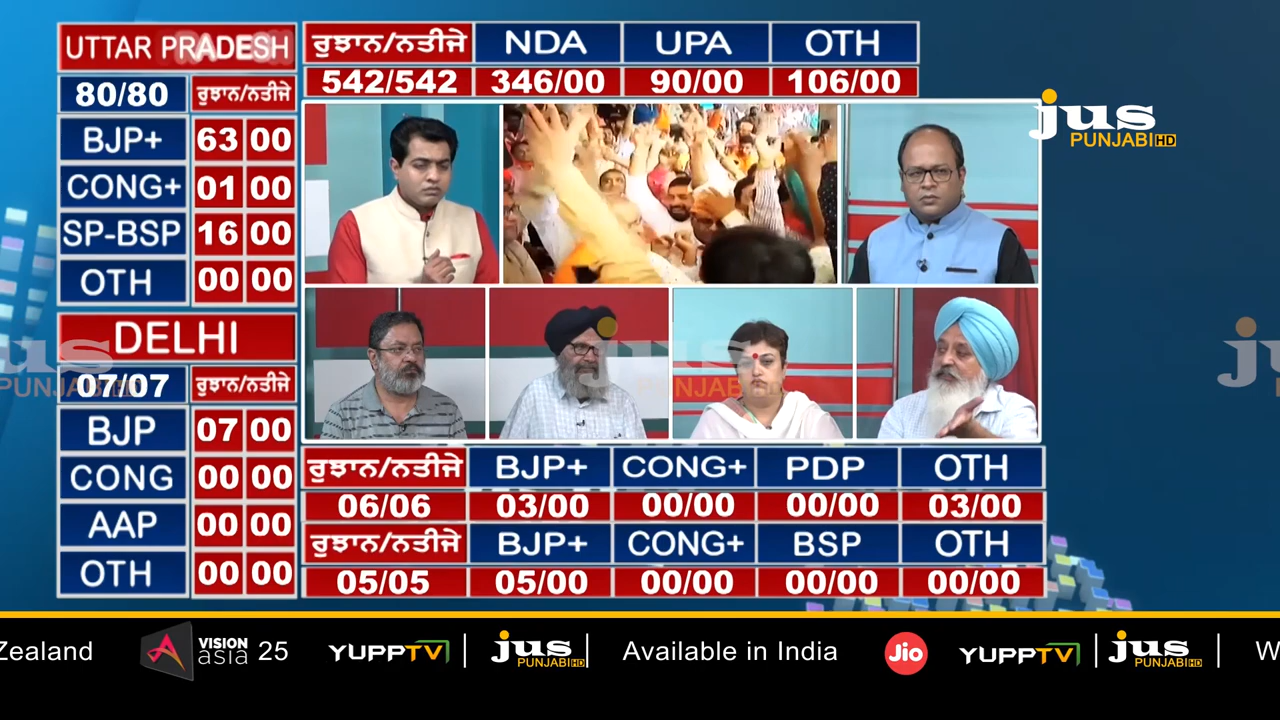 UTTAR PRADESH
80/80 ਰੁਝਾਨ/ਨਤੀਜੇ
BJP+ 63 00
CONG+ 01 00
SP-BSP 16 00
OTH 00 00
DELHI
07/07 ਰੁਝਾਨ/ਨਤੀਜੇ
BJP 07 00
CONG 00 00
AAP 00 00
OTH 00 00
ਰੁਝਾਨ/ਨਤੀਜੇ NDA UPA OTH
542/542 346/00 90/00 106/00
jus
PUNJABI HD
jus
PUNJABI HD
jus
PUNJABI
j
P
ਰੁਝਾਨ/ਨਤੀਜੇ BJP+ CONG+ PDP OTH
06/06 03/00 00/00 00/00 03/00
ਰੁਝਾਨ/ਨਤੀਜੇ BJP+ CONG+ BSP OTH
05/05 05/00 00/00 00/00 00/00
Zealand VISION asia 25 YUPPTV | jus PUNJABI HD | Available in India Jio YUPPTV | jus PUNJABI HD | W